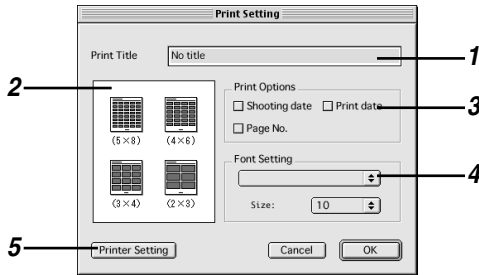 Print Setting
Print Title No title 1
2
Print Options
Shooting date Print date 3
Page No.
(5×8) (4×6)
Font Setting
4
Size: 10
(3×4) (2×3)
5 Printer Setting Cancel OK